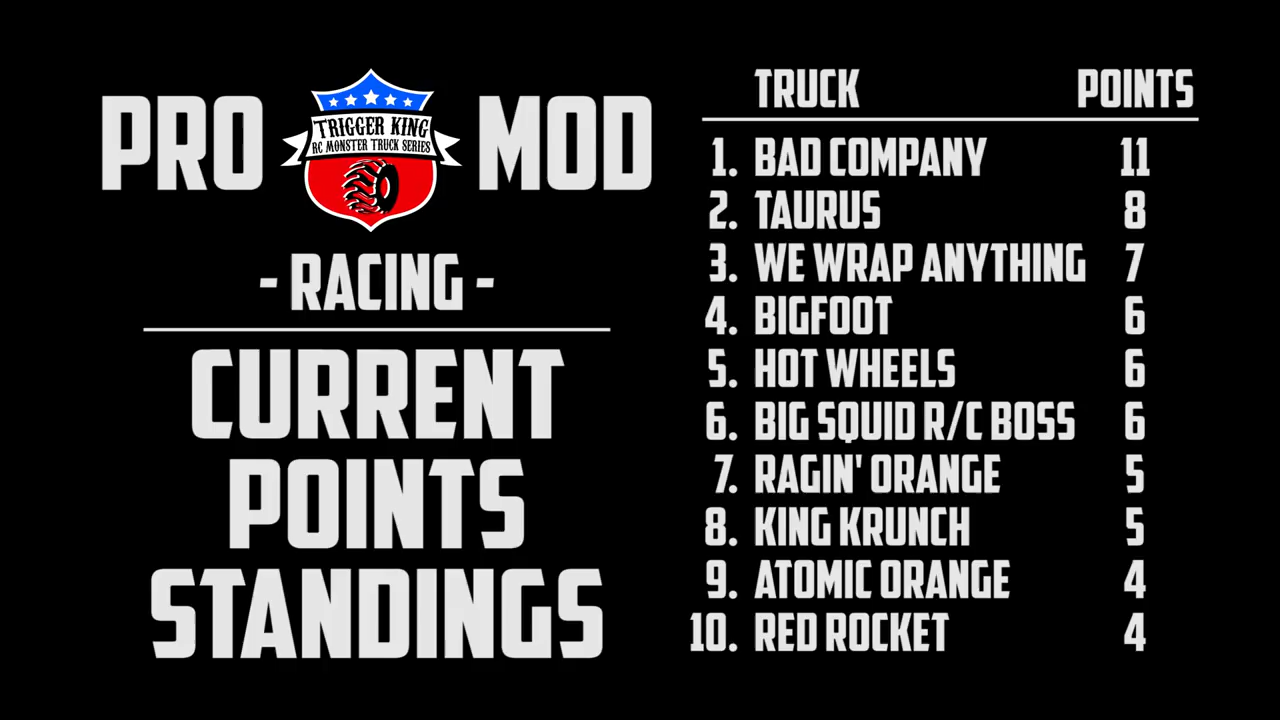 PRO MOD
TRIGGER KING
RC MONSTER TRUCK SERIES
- RACING -
CURRENT
POINTS
STANDINGS
TRUCK POINTS
1. BAD COMPANY 11
2. TAURUS 8
3. WE WRAP ANYTHING 7
4. BIGFOOT 6
5. HOT WHEELS 6
6. BIG SQUID R/C BOSS 6
7. RAGIN' ORANGE 5
8. KING KRUNCH 5
9. ATOMIC ORANGE 4
10. RED ROCKET 4